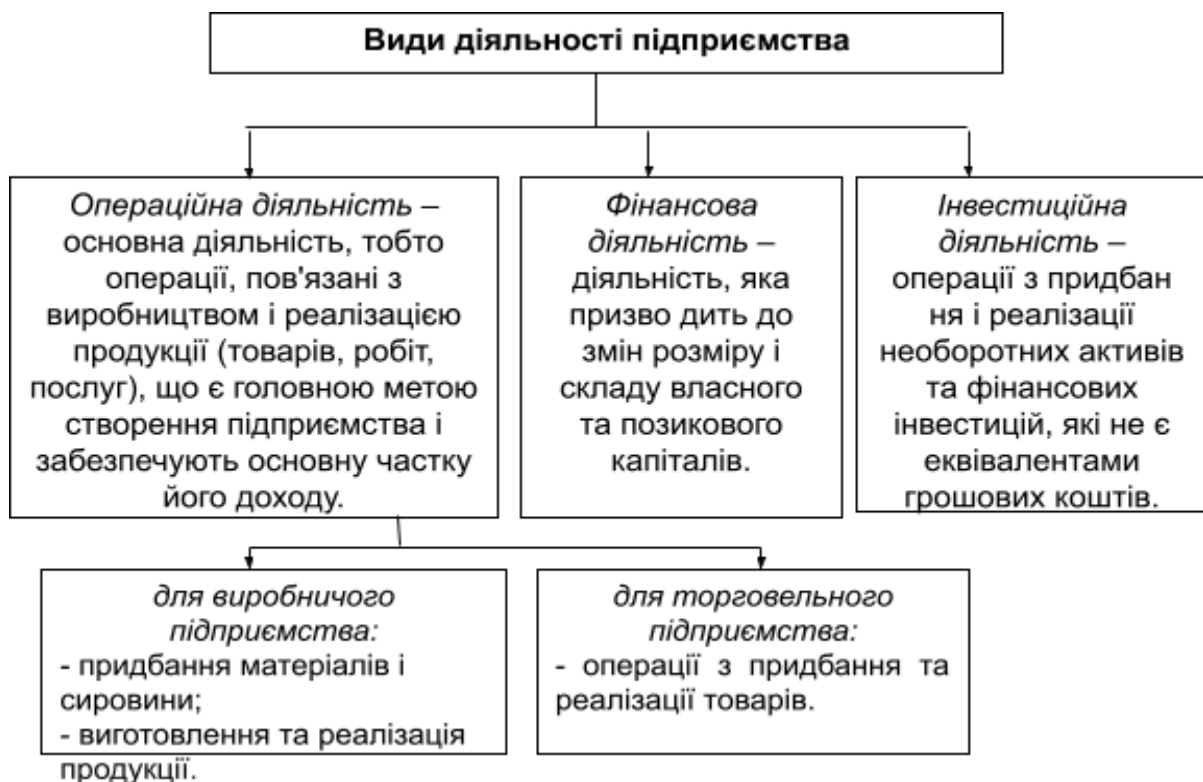 Види діяльності підприємства
Операційна діяльність –
основна діяльність, тобто
операції, пов'язані з
виробництвом і реалізацією
продукції (товарів, робіт,
послуг), що є головною метою
створення підприємства і
забезпечують основну частку
його доходу.
Фінансова
діяльність –
діяльність, яка
призво дить до
змін розміру і
складу власного
та позикового
капіталів.
Інвестиційна
діяльність –
операції з придбан
ня і реалізації
необоротних активів
та фінансових
інвестицій, які не є
еквівалентами
грошових коштів.
для виробничого
підприємства:
- придбання матеріалів і
сировини;
- виготовлення та реалізація
продукції.
для торговельного
підприємства:
- операції з придбання та
реалізації товарів.